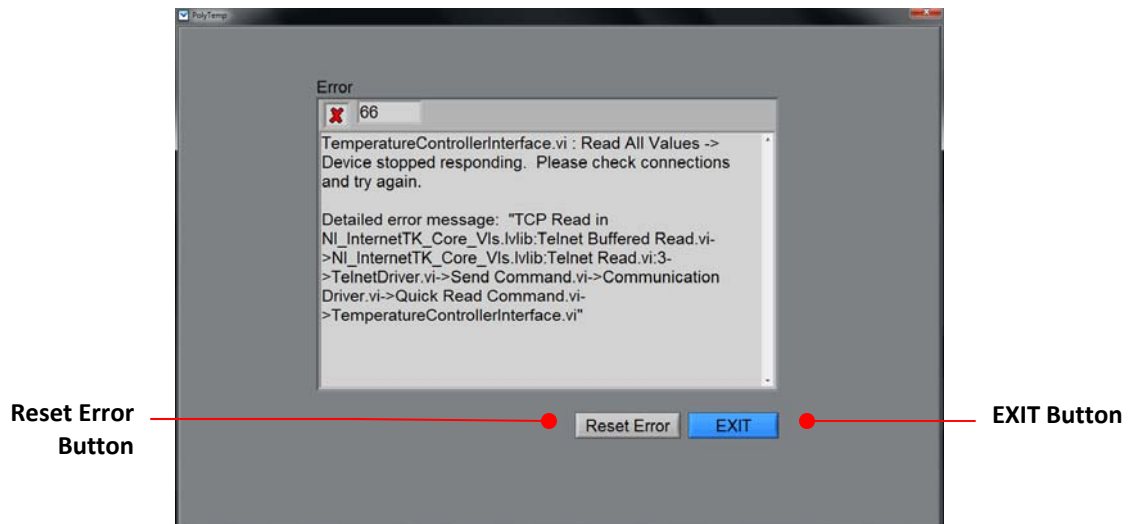 PolyTemp
Error
66
TemperatureControllerInterface.vi : Read All Values ->
Device stopped responding.  Please check connections
and try again.
Detailed error message:  "TCP Read in
NI_InternetTK_Core_VIs.lvlib:Telnet Buffered Read.vi-
>NI_InternetTK_Core_VIs.lvlib:Telnet Read.vi:3-
>TelnetDriver.vi->Send Command.vi->Communication
Driver.vi->Quick Read Command.vi-
>TemperatureControllerInterface.vi"
Reset Error
Button
Reset Error
EXIT
EXIT Button